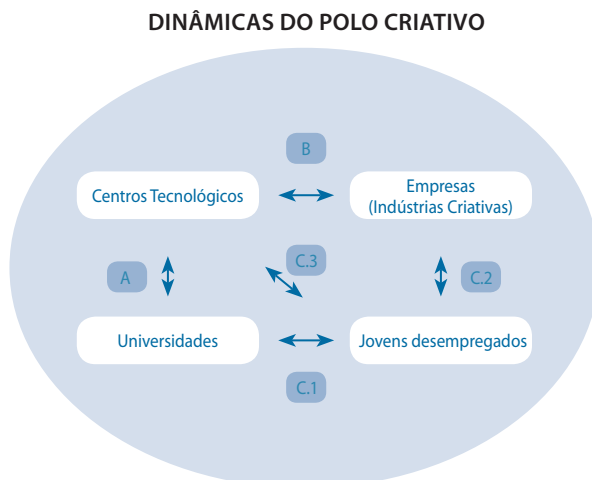 DINÂMICAS DO POLO CRIATIVO
B
Centros Tecnológicos
Empresas
(Indústrias Criativas)
A
C.3
C.2
Universidades
Jovens desempregados
C.1